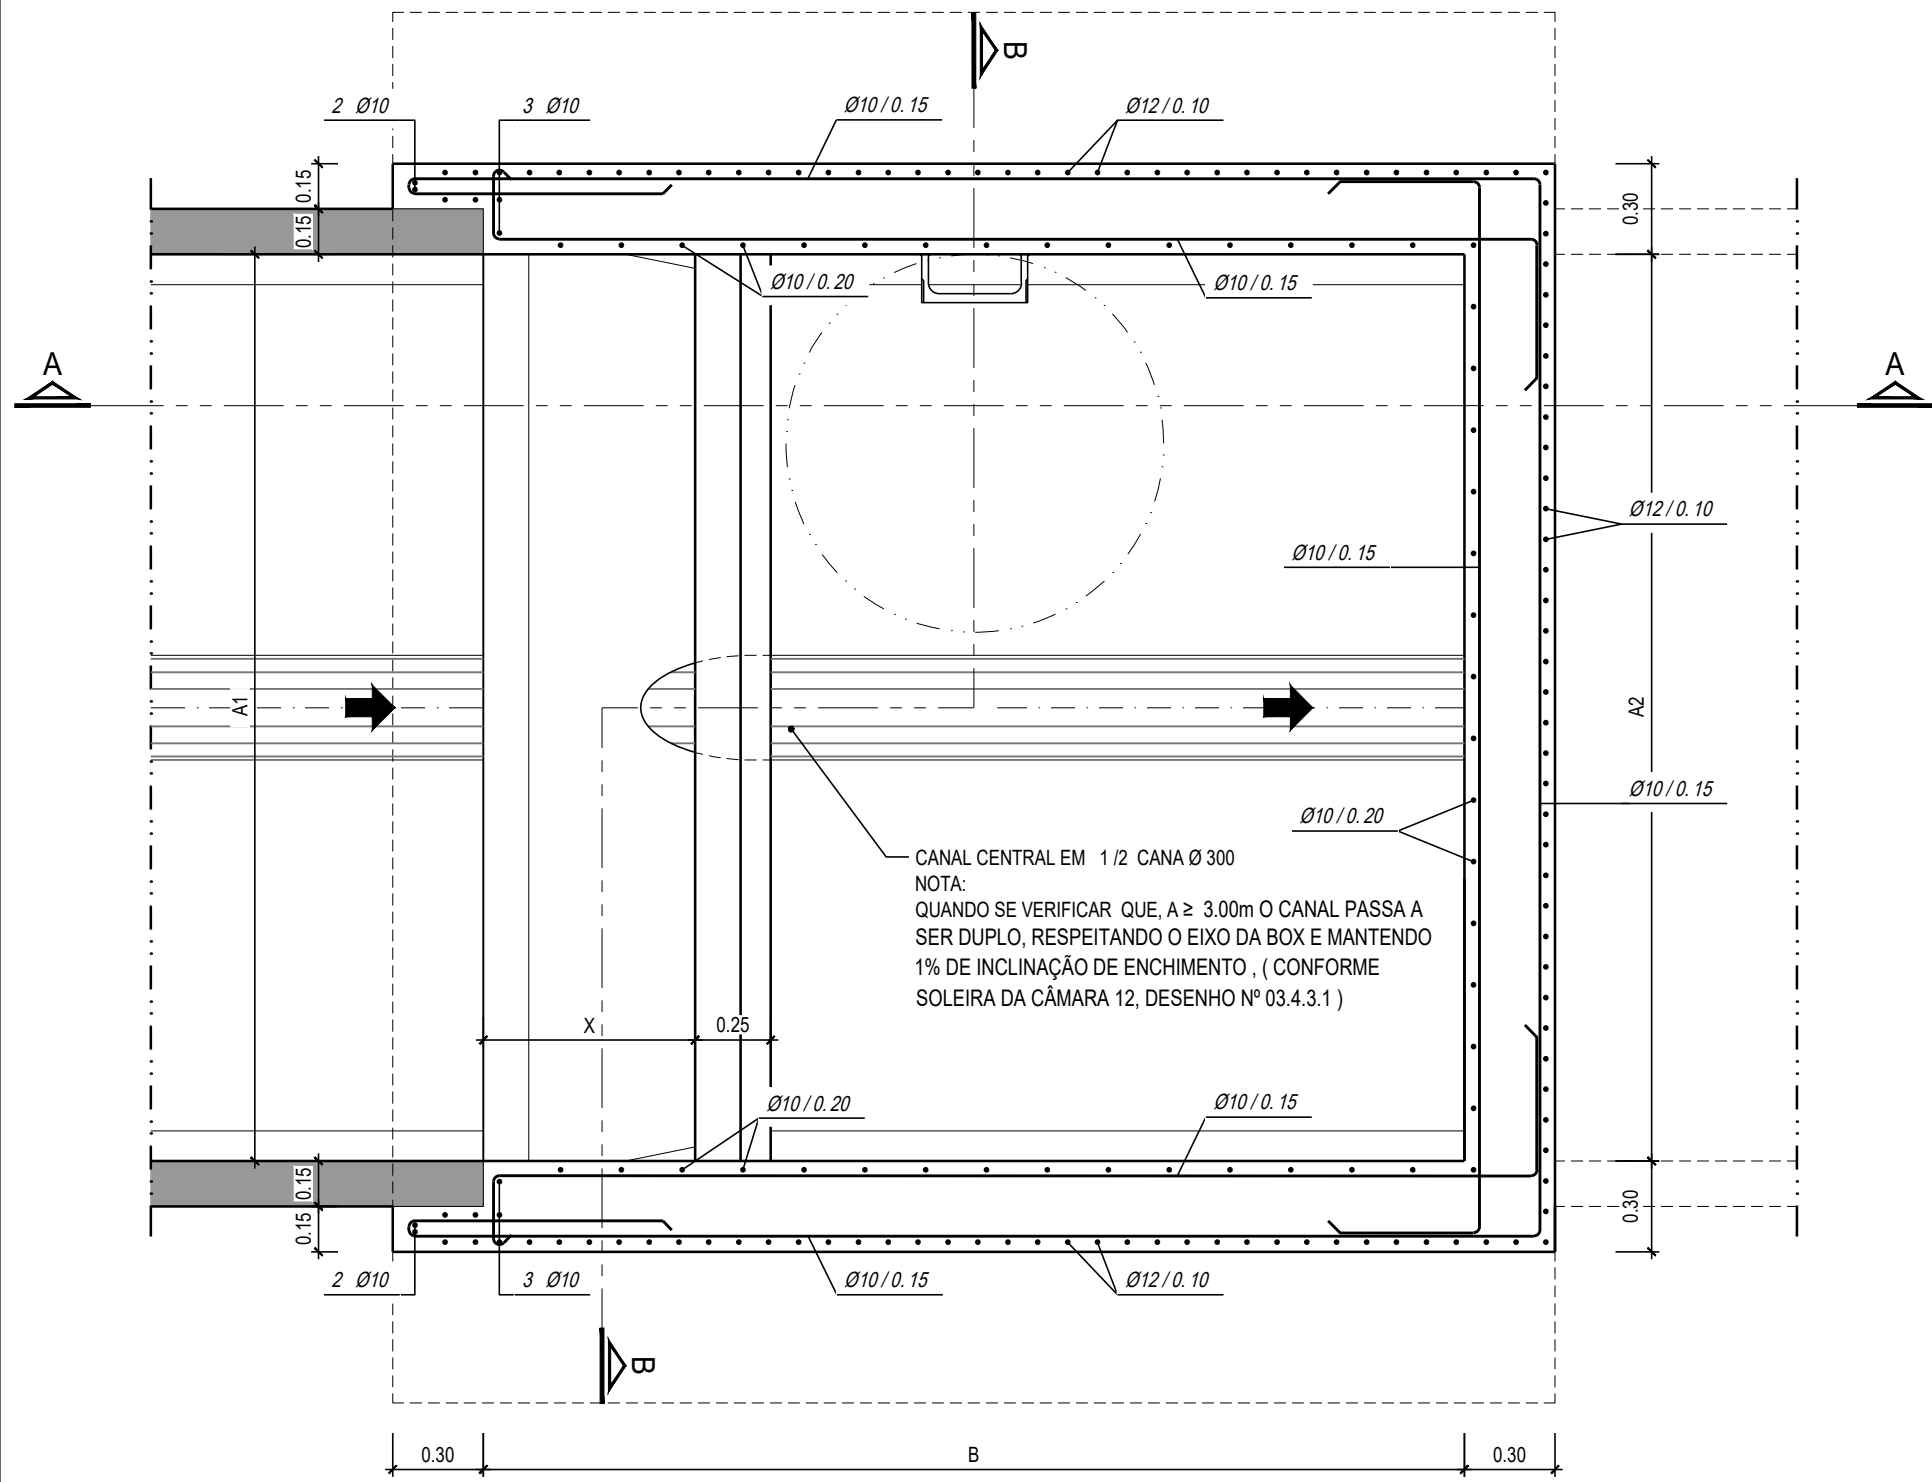 B
2 Ø10
3 Ø10
Ø10 / 0. 15
Ø12 / 0. 10
0.15
0.15
0.30
Ø10 / 0. 20
Ø10 / 0. 15
A
A
Ø12 / 0. 10
Ø10 / 0. 15
A1
A2
Ø10 / 0. 15
Ø10 / 0. 20
CANAL CENTRAL EM 1 /2 CANA Ø 300
NOTA:
QUANDO SE VERIFICAR QUE, A ≥ 3.00m O CANAL PASSA A
SER DUPLO, RESPEITANDO O EIXO DA BOX E MANTENDO
1% DE INCLINAÇÃO DE ENCHIMENTO , ( CONFORME
SOLEIRA DA CÂMARA 12, DESENHO Nº 03.4.3.1 )
X
0.25
Ø10 / 0. 20
Ø10 / 0. 15
0.15
0.15
0.30
2 Ø10
3 Ø10
Ø10 / 0. 15
Ø12 / 0. 10
B
0.30
B
0.30